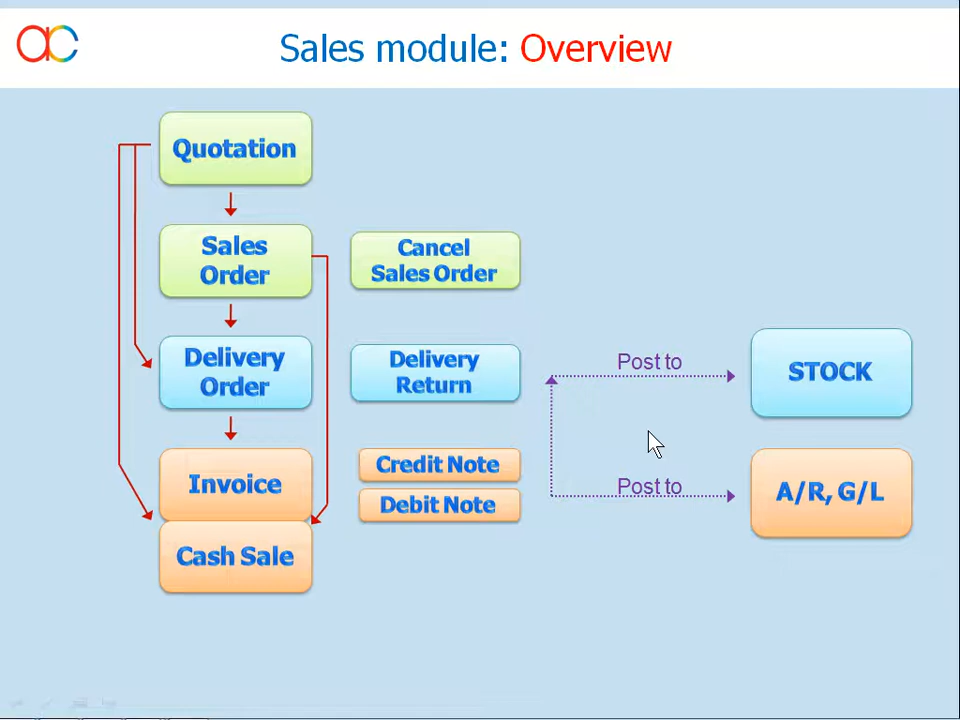 ac
Sales module: Overview
Quotation
Sales
Order
Cancel
Sales Order
Delivery
Order
Delivery
Return
Post to
STOCK
Invoice
Credit Note
Debit Note
Post to
A/R, G/L
Cash Sale